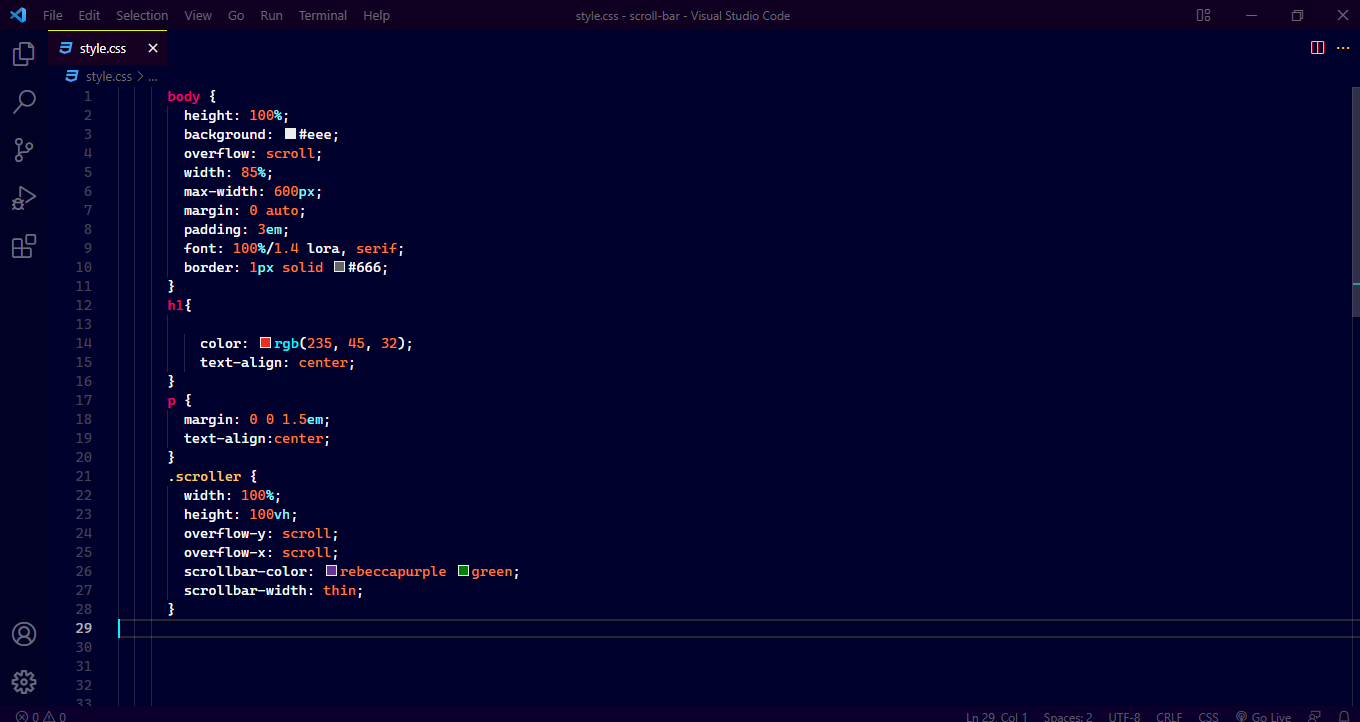 File Edit Selection View Go Run Terminal Help style.css - scroll-bar - Visual Studio Code
style.css
style.css > ...
1 body {
2 height: 100%;
3 background: #eee;
4 overflow: scroll;
5 width: 85%;
6 max-width: 600px;
7 margin: 0 auto;
8 padding: 3em;
9 font: 100%/1.4 lora, serif;
10 border: 1px solid #666;
11 }
12 h1{
13
14 color: rgb(235, 45, 32);
15 text-align: center;
16 }
17 p {
18 margin: 0 0 1.5em;
19 text-align:center;
20 }
21 .scroller {
22 width: 100%;
23 height: 100vh;
24 overflow-y: scroll;
25 overflow-x: scroll;
26 scrollbar-color: rebeccapurple green;
27 scrollbar-width: thin;
28 }
29
30
31
32
33
0 0 Ln 29, Col 1 Spaces: 2 UTF-8 CRLF CSS Go Live